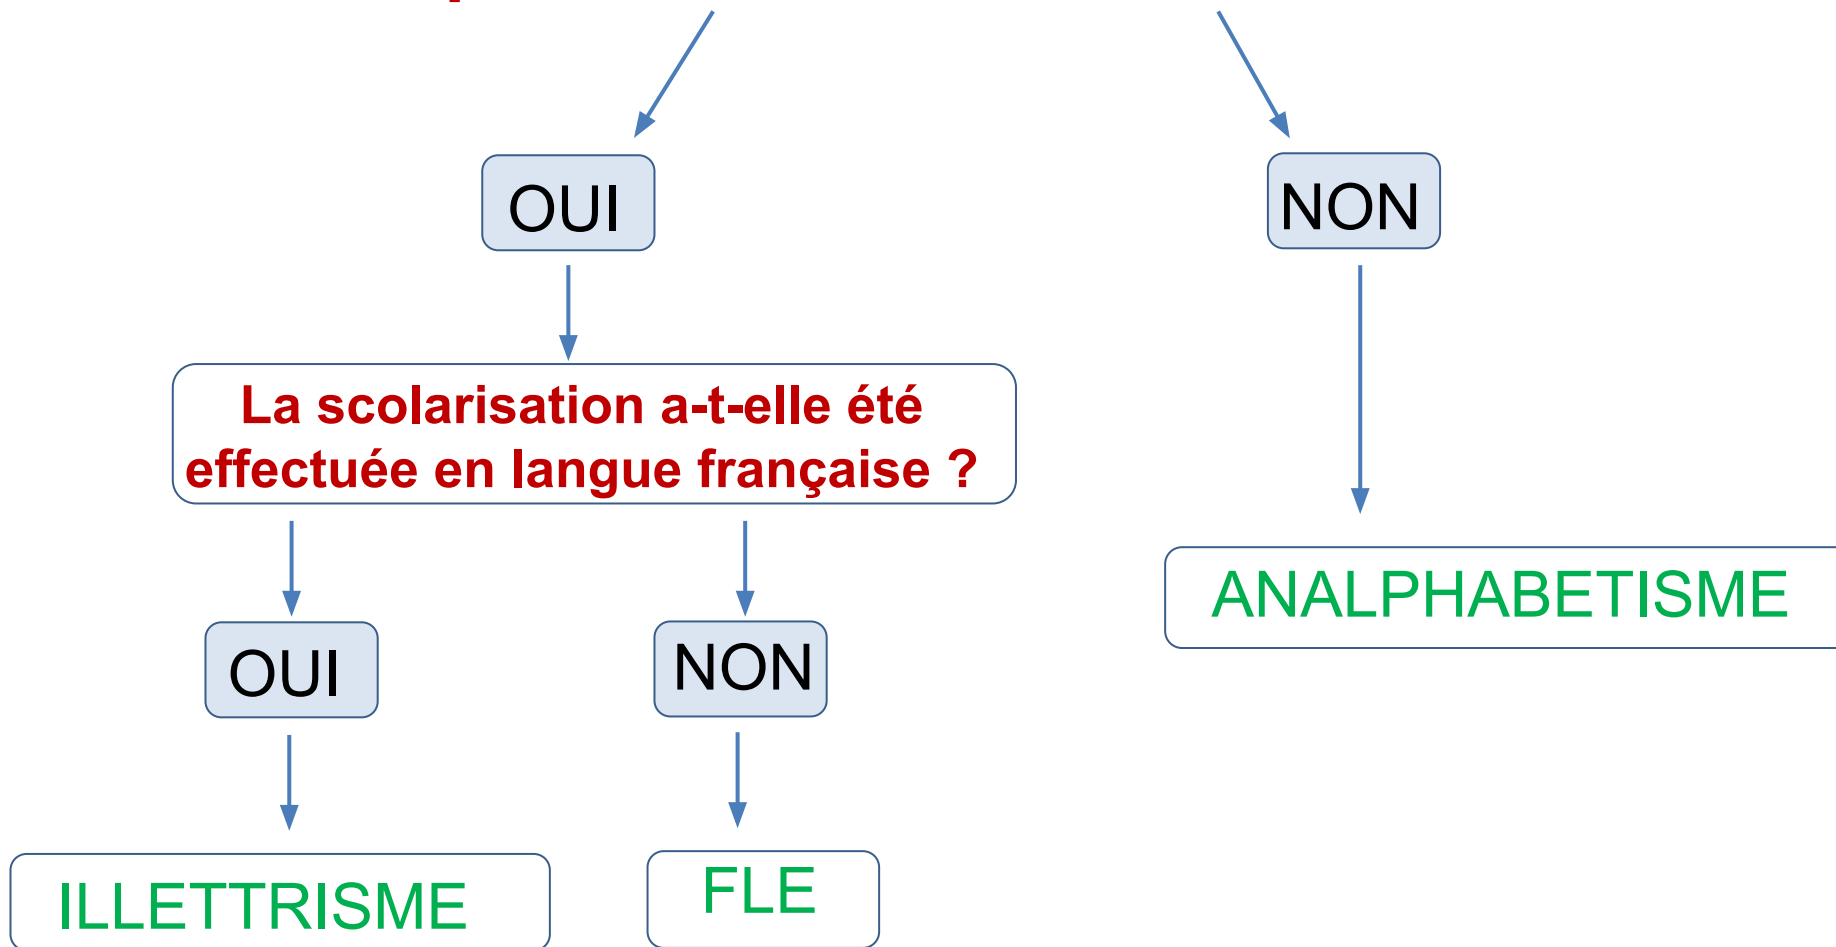 OUI
NON
La scolarisation a-t-elle été
effectuée en langue française ?
ANALPHABETISME
OUI
NON
ILLETTRISME
FLE